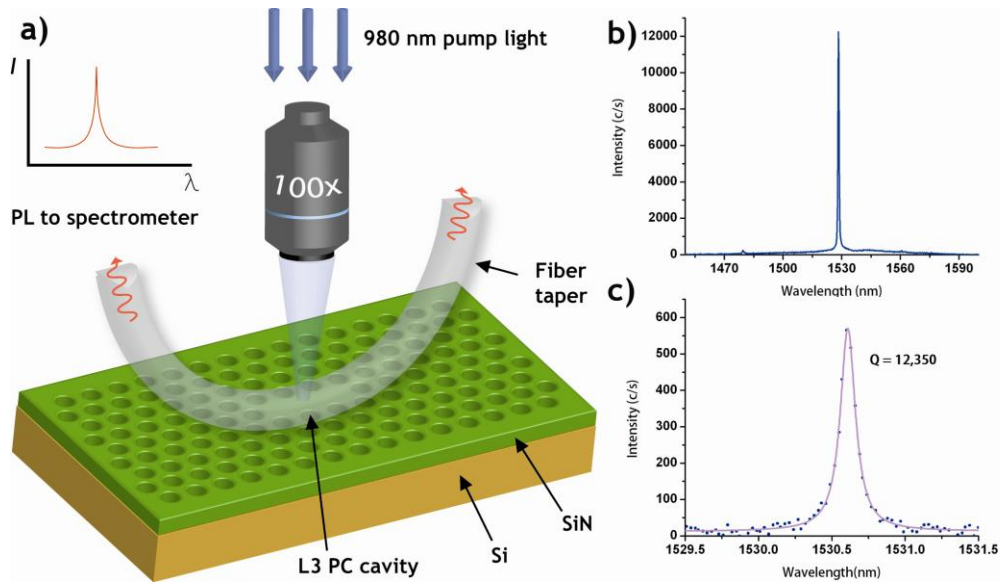 a)
980 nm pump light
I
λ
PL to spectrometer
100x
Fiber
taper
SiN
Si
L3 PC cavity
b)
12000
10000
8000
6000
4000
2000
0
Intensity (c/s)
1470 1500 1530 1560 1590
Wavelength (nm)
c)
600
500
400
300
200
100
0
Intensity (c/s)
Q = 12,350
1529.5 1530.0 1530.5 1531.0 1531.5
Wavelength(nm)